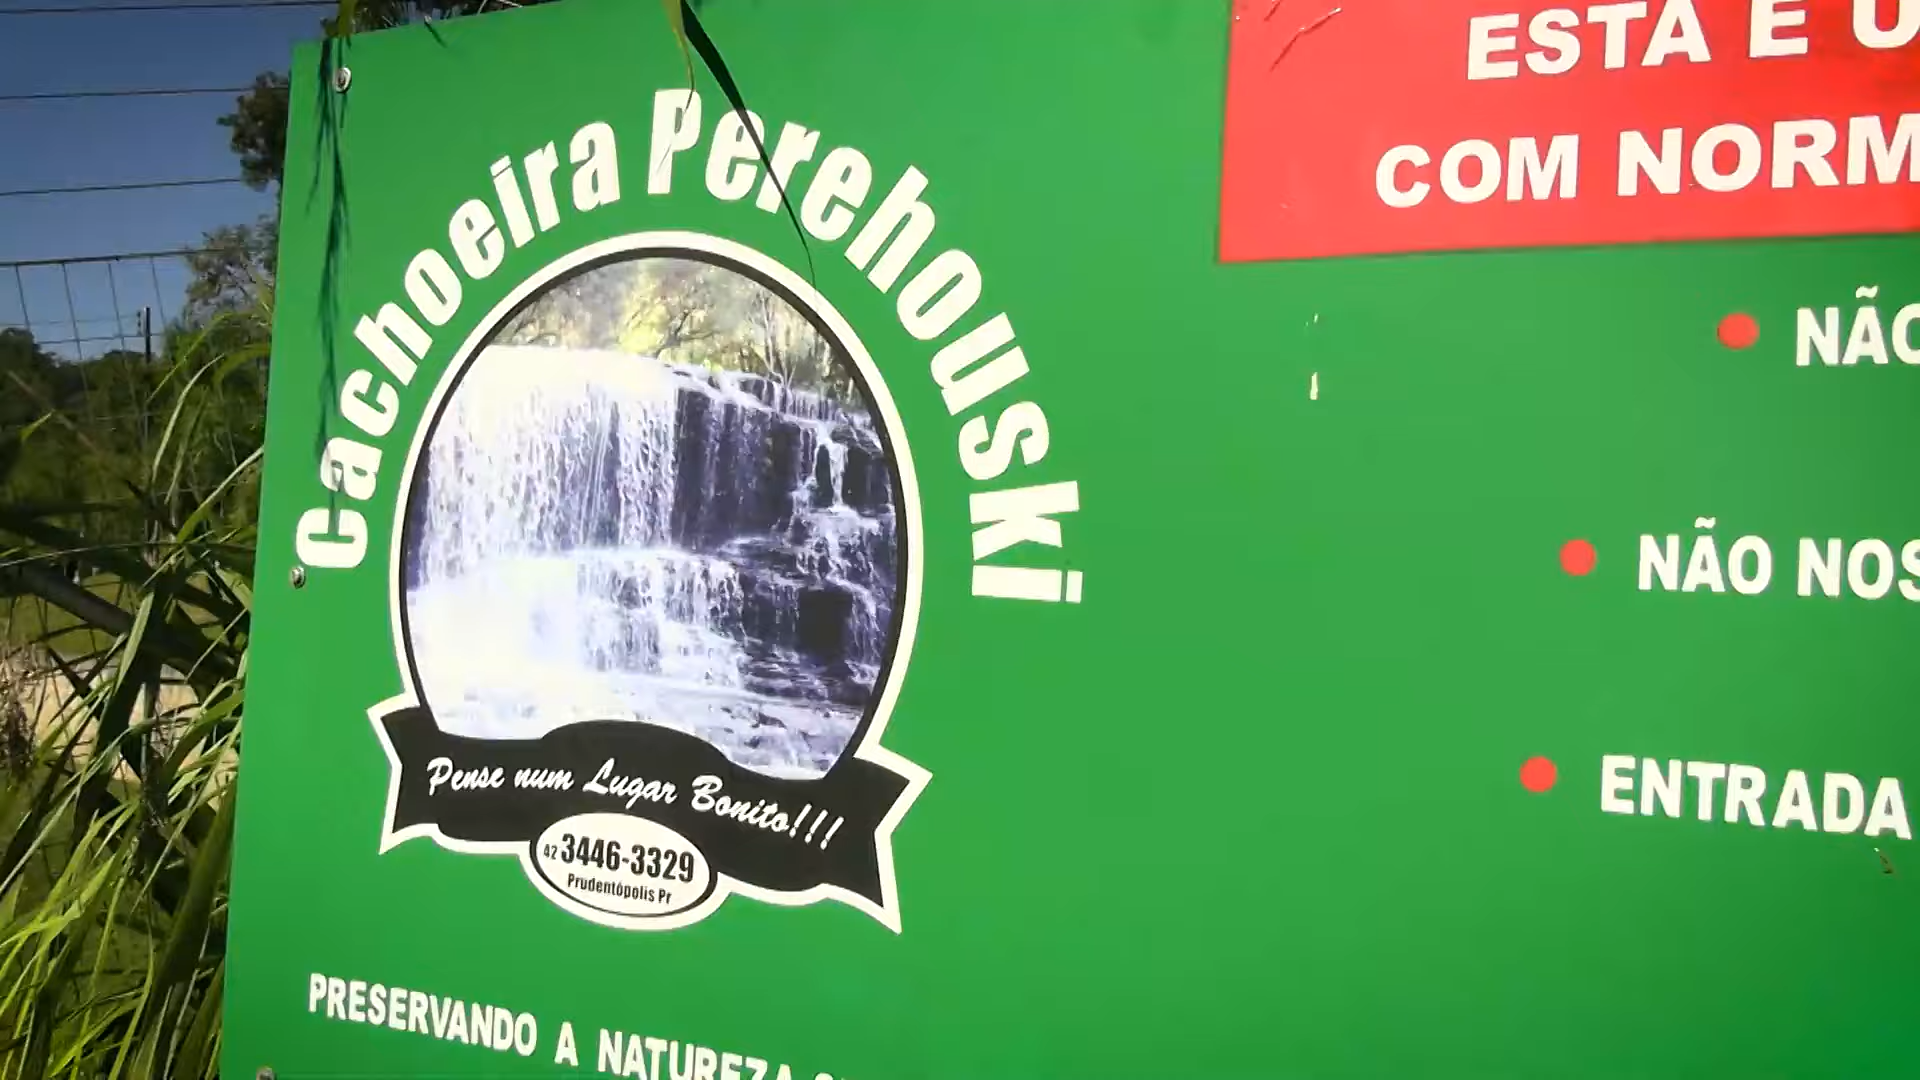 Cachoeira Perehouski
Pense num Lugar Bonito!!!
42 3446-3329
Prudentópolis Pr
PRESERVANDO A NATUREZA
ESTA É U
COM NORM
NÃO
NÃO NOS
ENTRADA